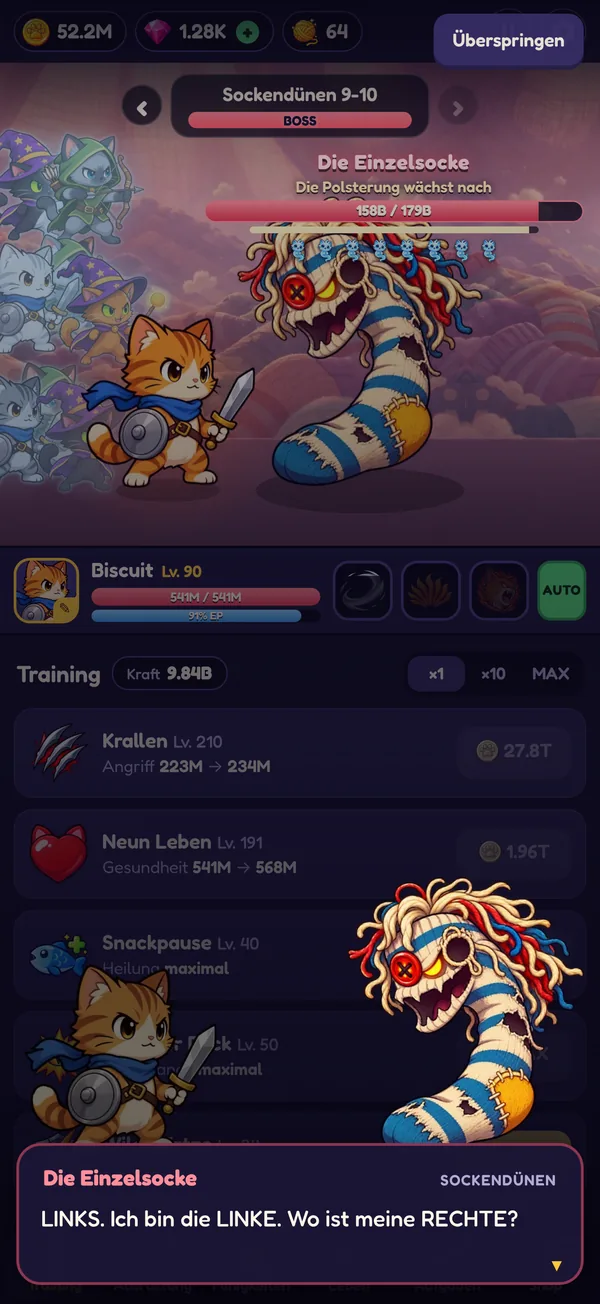 52.2M
1.28K
64
Überspringen
Sockendünen 9-10
BOSS
Die Einzelsocke
Die Polsterung wächst nach
158B / 179B
Biscuit Lv. 90
541M / 541M
91% EP
AUTO
Training
Kraft 9.84B
x1
x10
MAX
Krallen Lv. 210
Angriff 223M → 234M
27.8T
Neun Leben Lv. 191
Gesundheit 541M → 568M
1.96T
Snackpause Lv. 40
Heilung maximal
Lv. 50
maximal
Die Einzelsocke
SOCKENDÜNEN
LINKS. Ich bin die LINKE. Wo ist meine RECHTE?